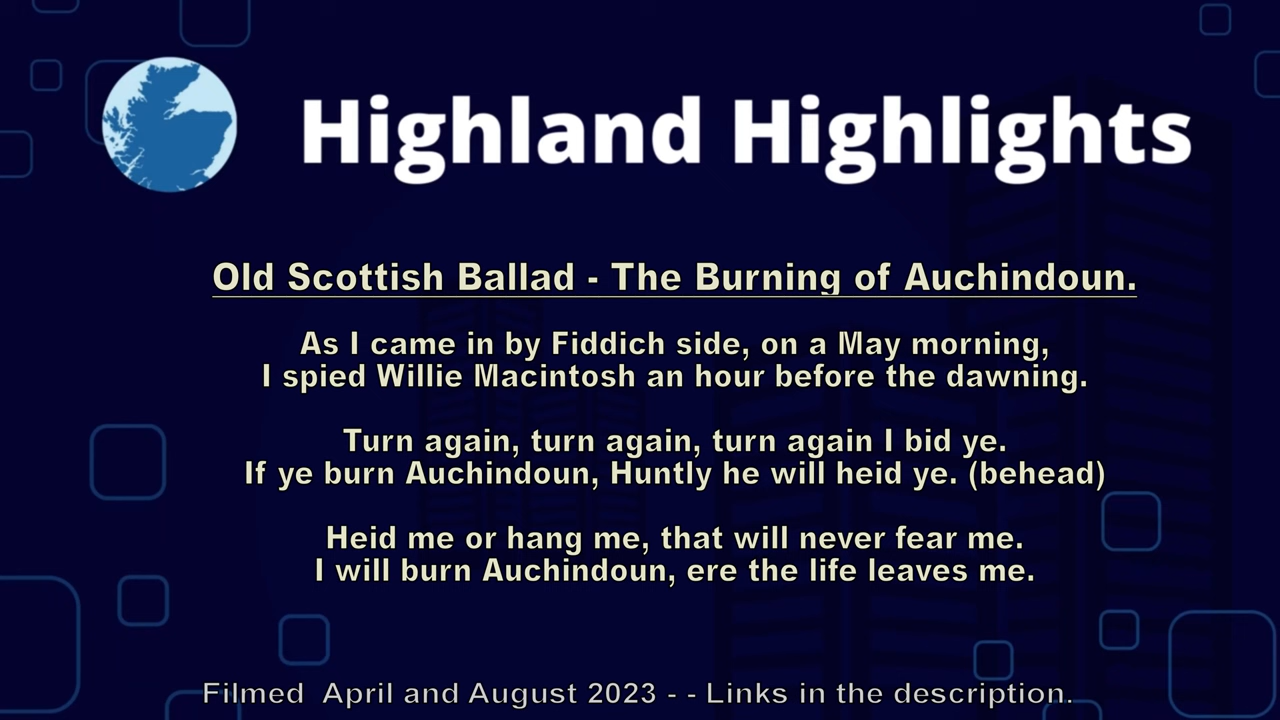 Highland Highlights
Old Scottish Ballad - The Burning of Auchindoun.
As I came in by Fiddich side, on a May morning,
I spied Willie Macintosh an hour before the dawning.
Turn again, turn again, turn again I bid ye.
If ye burn Auchindoun, Huntly he will heid ye. (behead)
Heid me or hang me, that will never fear me.
I will burn Auchindoun, ere the life leaves me.
Filmed  April and August 2023 - - Links in the description.